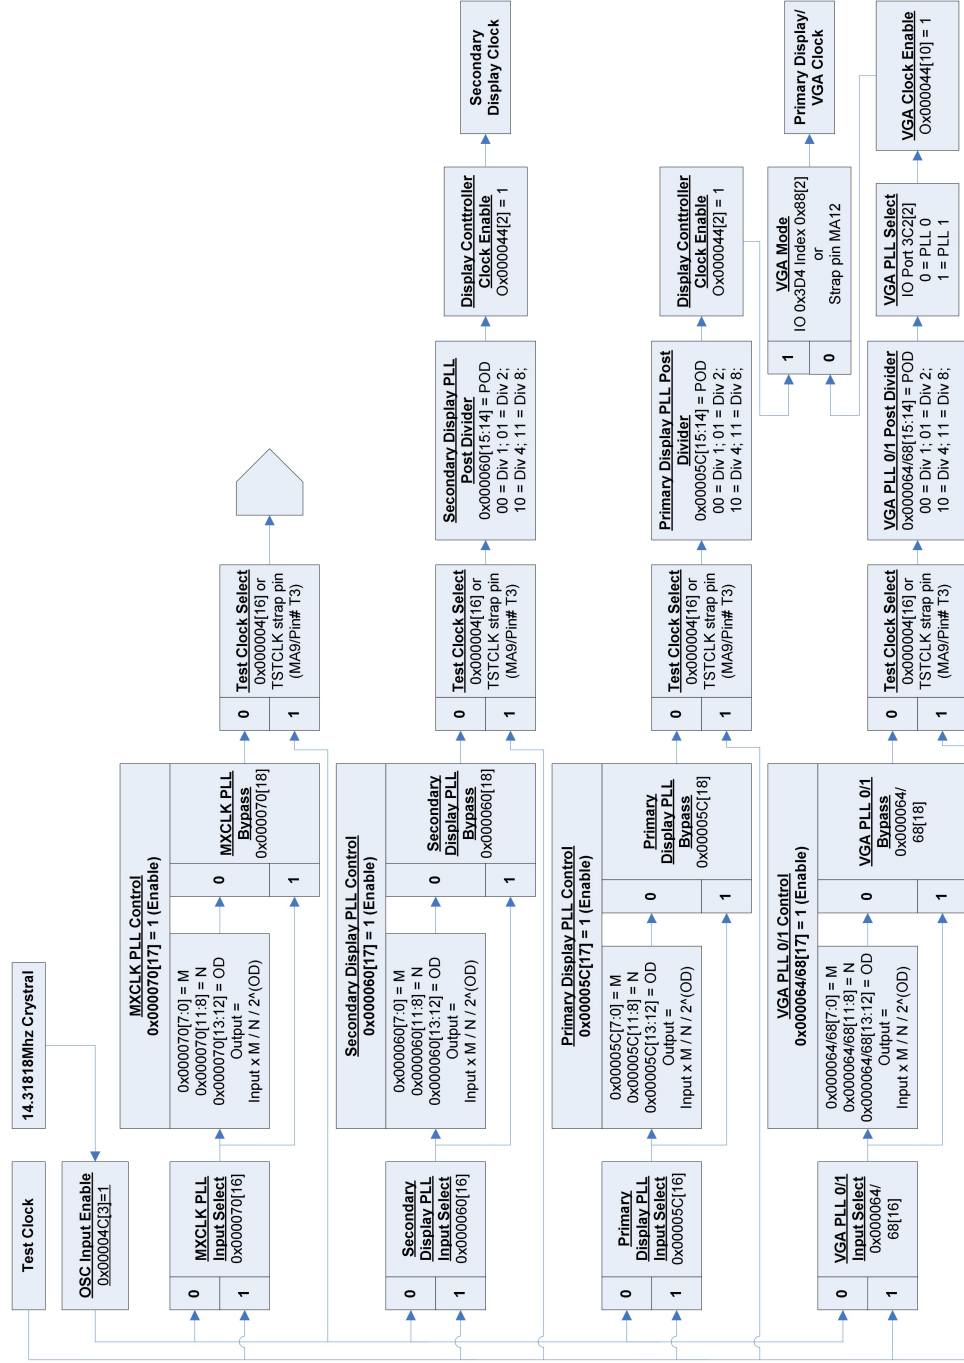 Test Clock
14.31818Mhz Crystral
OSC Input Enable
0x00004C[3]=1
MXCLK PLL
Input Select
0x000070[16]
0
1
MXCLK PLL Control
0x000070[17] = 1 (Enable)
0x000070[7:0] = M
0x000070[11:8] = N
0x000070[13:12] = OD
Output =
Input x M / N / 2^(OD)
MXCLK PLL
Bypass
0x000070[18]
0
1
Test Clock Select
0x000004[16] or
TSTCLK strap pin
(MA9/Pin# T3)
0
1
Secondary
Display PLL
Input Select
0x000060[16]
0
1
Secondary Display PLL Control
0x000060[17] = 1 (Enable)
0x000060[7:0] = M
0x000060[11:8] = N
0x000060[13:12] = OD
Output =
Input x M / N / 2^(OD)
Secondary
Display PLL
Bypass
0x000060[18]
0
1
Test Clock Select
0x000004[16] or
TSTCLK strap pin
(MA9/Pin# T3)
0
1
Secondary Display PLL
Post Divider
0x000060[15:14] = POD
00 = Div 1; 01 = Div 2;
10 = Div 4; 11 = Div 8;
Display Conttroller
Clock Enable
Ox000044[2] = 1
Secondary
Display Clock
Primary
Display PLL
Input Select
0x00005C[16]
0
1
Primary Display PLL Control
0x00005C[17] = 1 (Enable)
0x00005C[7:0] = M
0x00005C[11:8] = N
0x00005C[13:12] = OD
Output =
Input x M / N / 2^(OD)
Primary
Display PLL
Bypass
0x00005C[18]
0
1
Test Clock Select
0x000004[16] or
TSTCLK strap pin
(MA9/Pin# T3)
0
1
Primary Display PLL Post
Divider
0x00005C[15:14] = POD
00 = Div 1; 01 = Div 2;
10 = Div 4; 11 = Div 8;
Display Conttroller
Clock Enable
Ox000044[2] = 1
VGA Mode
IO 0x3D4 Index 0x88[2]
or
Strap pin MA12
1
0
Primary Display/
VGA Clock
VGA PLL 0/1
Input Select
0x000064/
68[16]
0
1
VGA PLL 0/1 Control
0x000064/68[17] = 1 (Enable)
0x000064/68[7:0] = M
0x000064/68[11:8] = N
0x000064/68[13:12] = OD
Output =
Input x M / N / 2^(OD)
VGA PLL 0/1
Bypass
0x000064/
68[18]
0
1
Test Clock Select
0x000004[16] or
TSTCLK strap pin
(MA9/Pin# T3)
0
1
VGA PLL 0/1 Post Divider
0x000064/68[15:14] = POD
00 = Div 1; 01 = Div 2;
10 = Div 4; 11 = Div 8;
VGA PLL Select
IO Port 3C2[2]
0 = PLL 0
1 = PLL 1
VGA Clock Enable
Ox000044[10] = 1